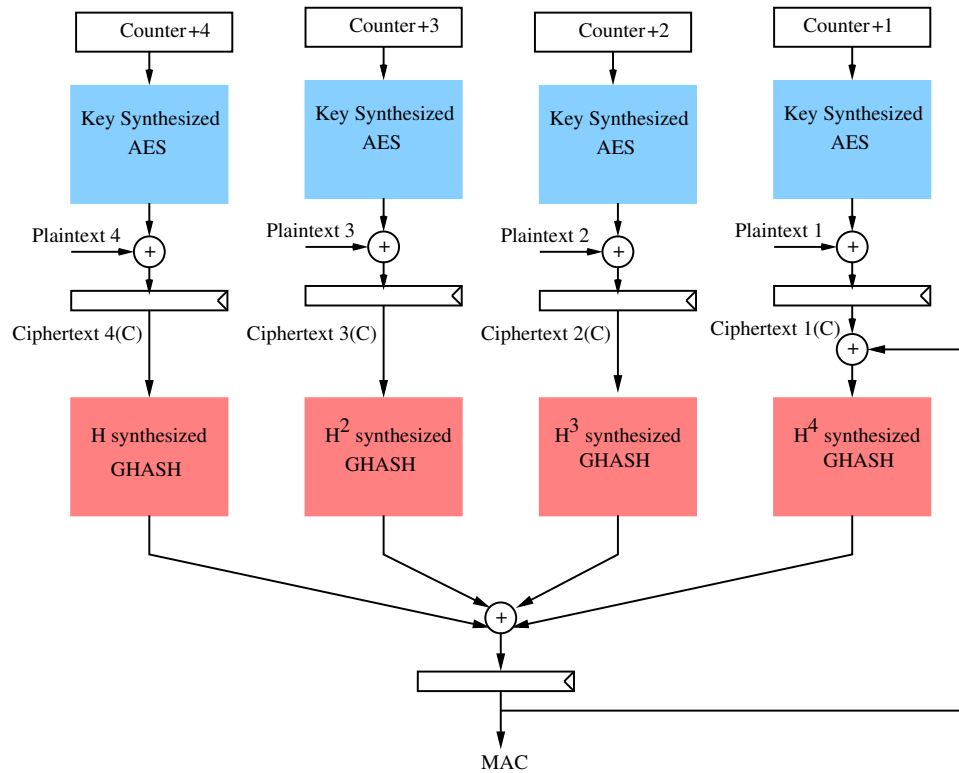 Counter+4
Counter+3
Counter+2
Counter+1
Key Synthesized
AES
Key Synthesized
AES
Key Synthesized
AES
Key Synthesized
AES
Plaintext 4
+
Plaintext 3
+
Plaintext 2
+
Plaintext 1
+
Ciphertext 4(C)
Ciphertext 3(C)
Ciphertext 2(C)
Ciphertext 1(C)
+
H synthesized
GHASH
H² synthesized
GHASH
H³ synthesized
GHASH
H⁴ synthesized
GHASH
+
MAC